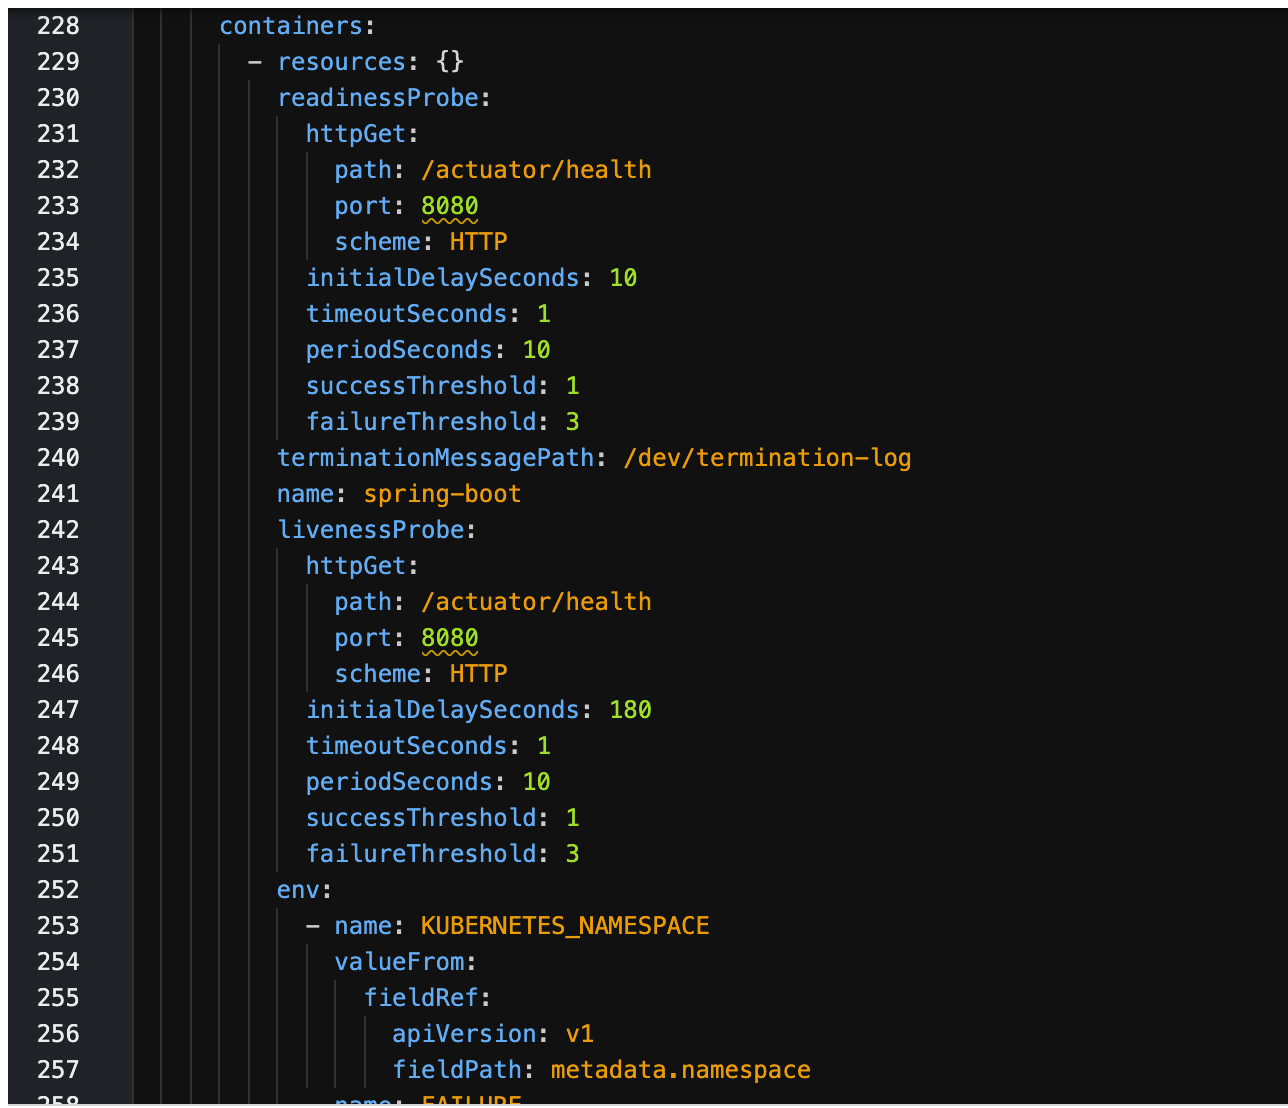 228 containers:
229 - resources: {}
230 readinessProbe:
231 httpGet:
232 path: /actuator/health
233 port: 8080
234 scheme: HTTP
235 initialDelaySeconds: 10
236 timeoutSeconds: 1
237 periodSeconds: 10
238 successThreshold: 1
239 failureThreshold: 3
240 terminationMessagePath: /dev/termination-log
241 name: spring-boot
242 livenessProbe:
243 httpGet:
244 path: /actuator/health
245 port: 8080
246 scheme: HTTP
247 initialDelaySeconds: 180
248 timeoutSeconds: 1
249 periodSeconds: 10
250 successThreshold: 1
251 failureThreshold: 3
252 env:
253 - name: KUBERNETES_NAMESPACE
254 valueFrom:
255 fieldRef:
256 apiVersion: v1
257 fieldPath: metadata.namespace
258 name: FAILURE